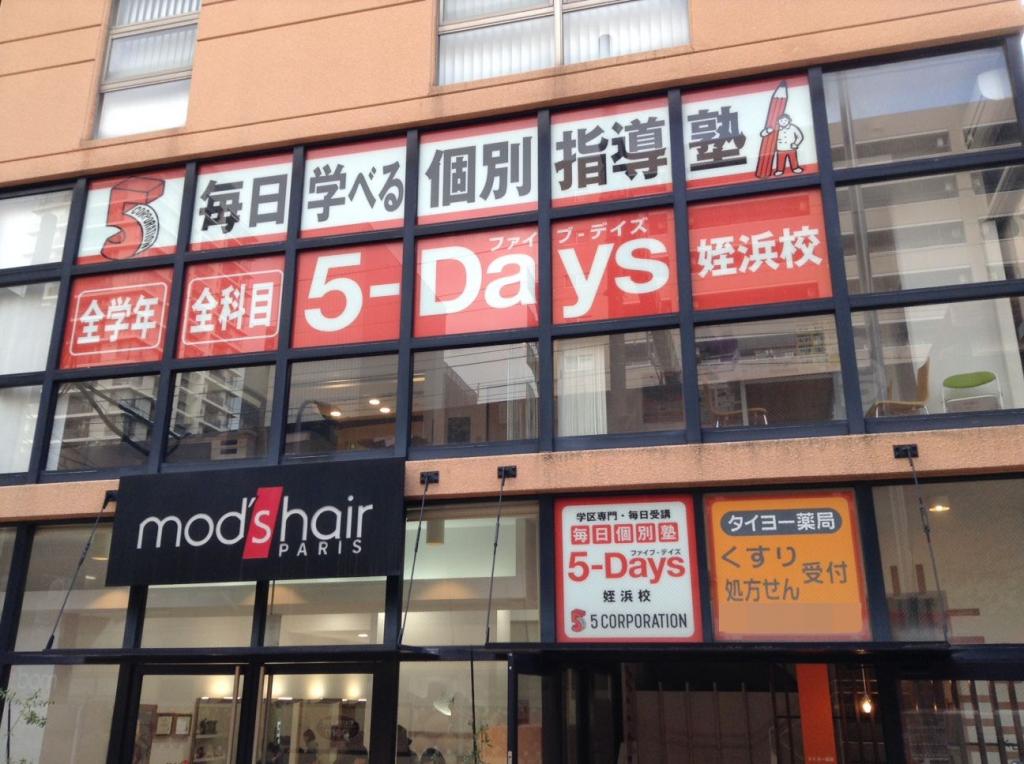 5 CORPORATION
毎日学べる個別指導塾
全学年 全科目
ファイブ-デイズ
5-Days 姪浜校
mod's hair
PARIS
学区専門・毎日受講
毎日個別塾
ファイブ-デイズ
5-Days
姪浜校
5 5 CORPORATION
タイヨー薬局
くすり
処方せん
受付